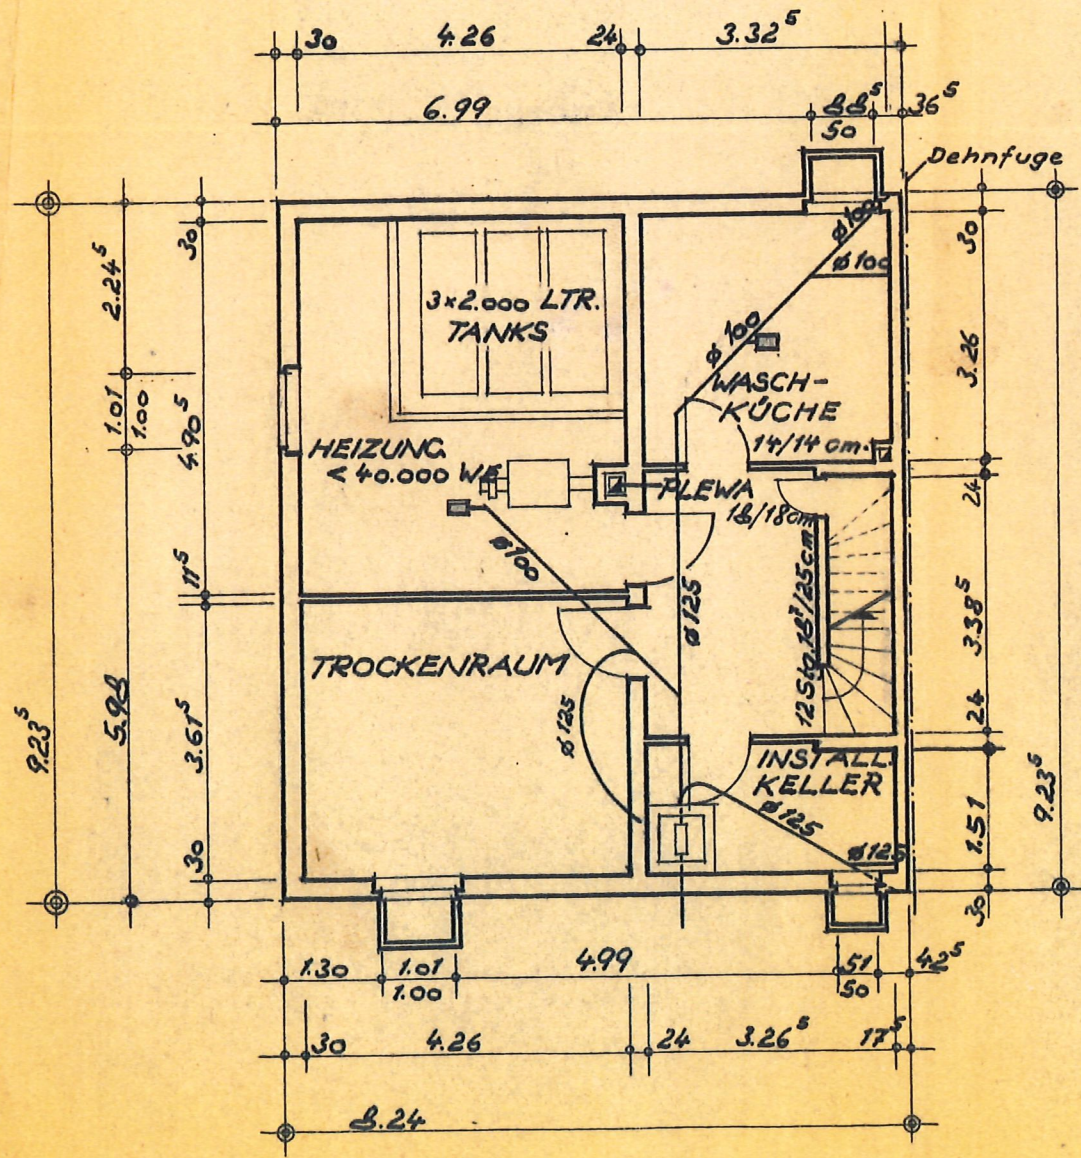 30 4.26 24 3.32⁵
6.99 88⁵ 36⁵
50
Dehnfuge
30
2.24⁵
1.01
1.00
4.90⁵
11⁵
5.98
3.61⁵
30
9.23⁵
3×2.000 LTR.
TANKS
HEIZUNG
< 40.000 WE
ø100
TROCKENRAUM
ø125
ø100
ø100
ø100
WASCH-
KÜCHE
14/14 cm.
PLEWA
18/18cm.
ø125
12Stg.18⁷/25cm.
INSTALL.
KELLER
ø125
ø125
30
3.26
24
3.38⁵
24
1.51
30
9.23⁵
1.30 1.01 4.99 51 42⁵
1.00 50
30 4.26 24 3.26⁵ 17⁵
8.24